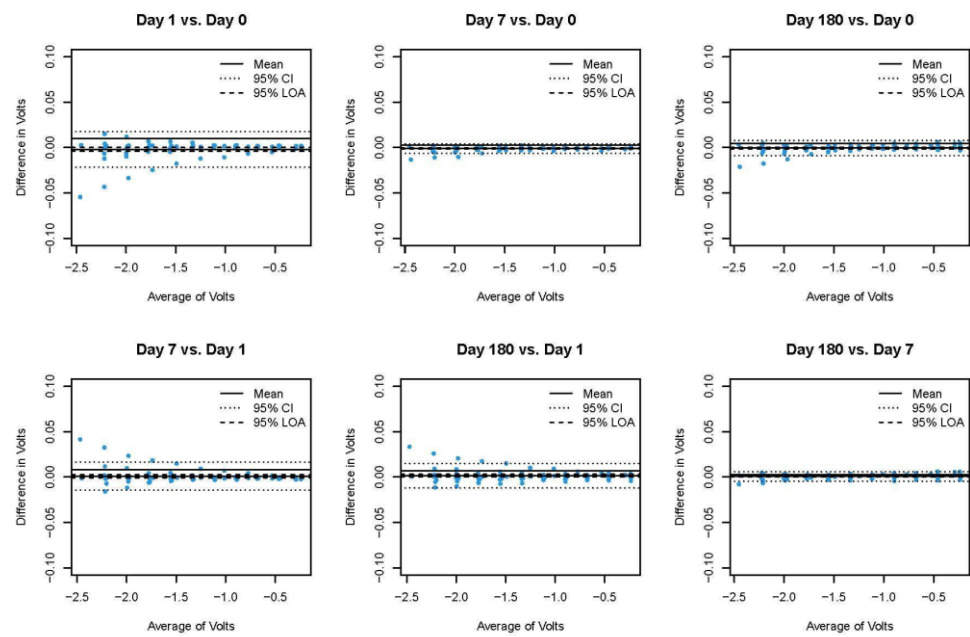 Day 1 vs. Day 0
Difference in Volts
0.10
0.05
0.00
−0.05
−0.10
Mean
95% CI
95% LOA
−2.5 −2.0 −1.5 −1.0 −0.5
Average of Volts
Day 7 vs. Day 0
Difference in Volts
0.10
0.05
0.00
−0.05
−0.10
Mean
95% CI
95% LOA
−2.5 −2.0 −1.5 −1.0 −0.5
Average of Volts
Day 180 vs. Day 0
Difference in Volts
0.10
0.05
0.00
−0.05
−0.10
Mean
95% CI
95% LOA
−2.5 −2.0 −1.5 −1.0 −0.5
Average of Volts
Day 7 vs. Day 1
Difference in Volts
0.10
0.05
0.00
−0.05
−0.10
Mean
95% CI
95% LOA
−2.5 −2.0 −1.5 −1.0 −0.5
Average of Volts
Day 180 vs. Day 1
Difference in Volts
0.10
0.05
0.00
−0.05
−0.10
Mean
95% CI
95% LOA
−2.5 −2.0 −1.5 −1.0 −0.5
Average of Volts
Day 180 vs. Day 7
Difference in Volts
0.10
0.05
0.00
−0.05
−0.10
Mean
95% CI
95% LOA
−2.5 −2.0 −1.5 −1.0 −0.5
Average of Volts